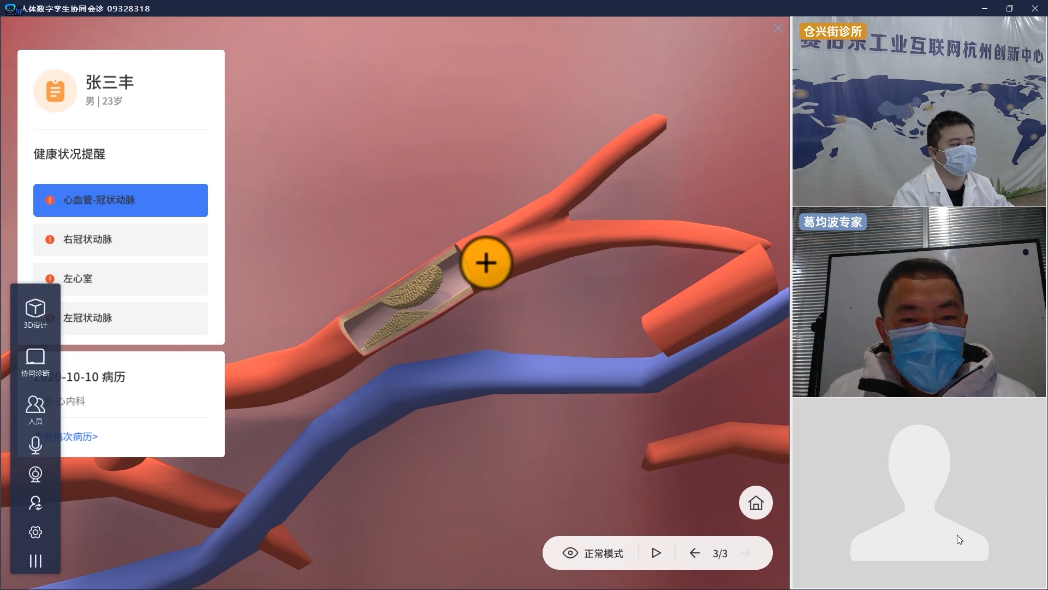 人体数字孪生协同会诊 09328318
张三丰
男 | 23岁
健康状况提醒
心血管-冠状动脉
右冠状动脉
左心室
左冠状动脉
3D设计
协同诊断
人员
-10-10 病历
心内科
次病历>
正常模式
3/3
仓兴街诊所
工业互联网杭州创新中心
葛均波专家